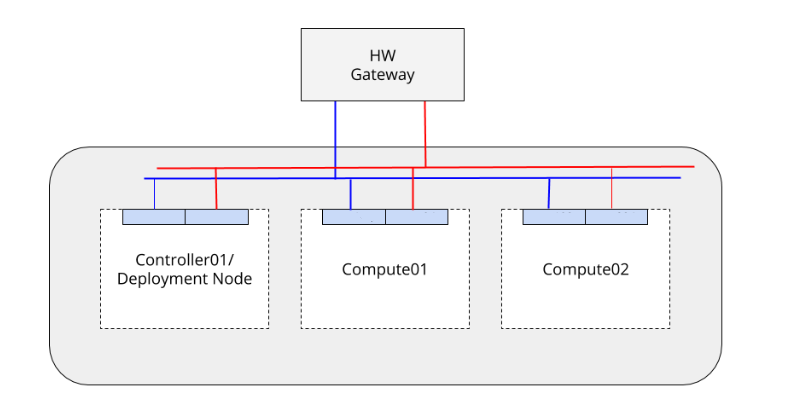 HW
Gateway
Controller01/
Deployment Node
Compute01
Compute02